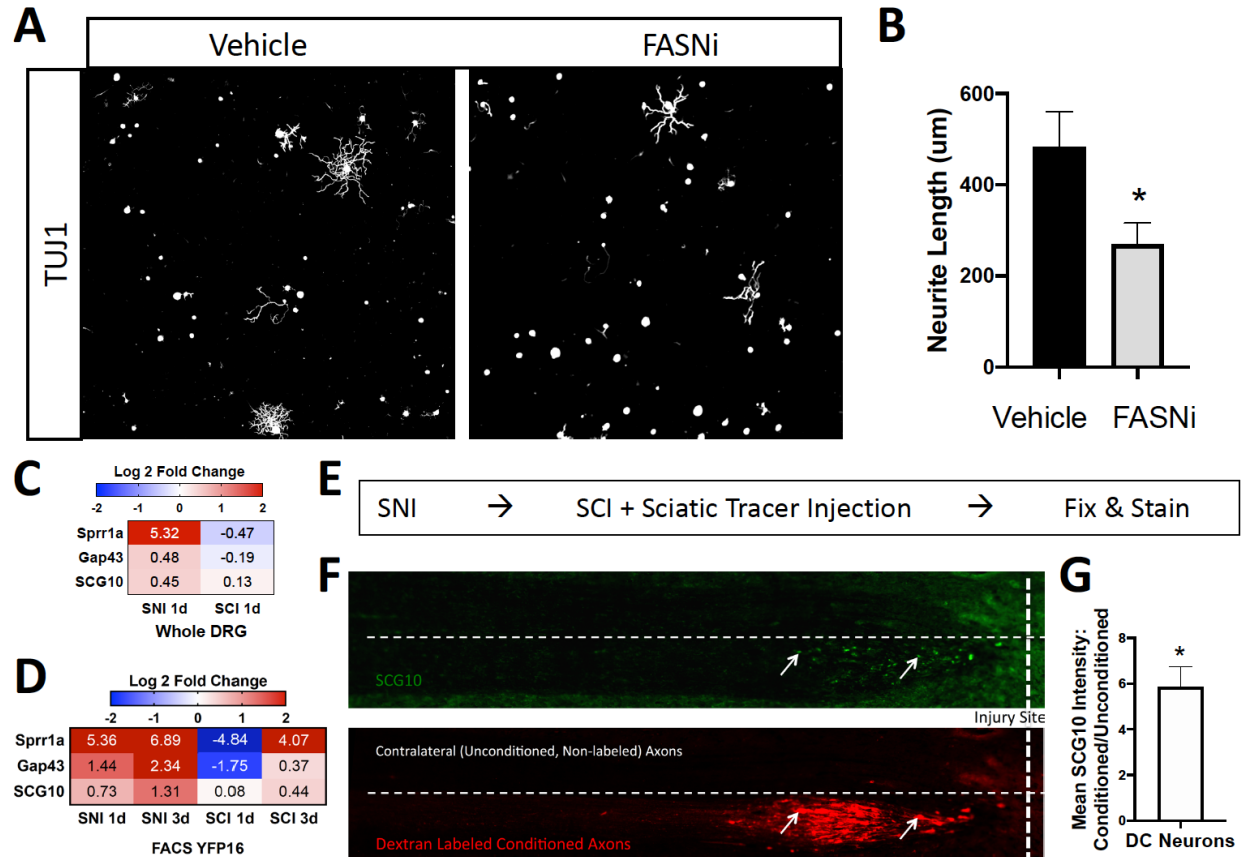 A
Vehicle
FASNi
TUJ1
B
Neurite Length (um)
600
400
200
0
*
Vehicle FASNi
C
Log 2 Fold Change
-2 -1 0 1 2
Sprr1a 5.32 -0.47
Gap43 0.48 -0.19
SCG10 0.45 0.13
SNI 1d SCI 1d
Whole DRG
D
Log 2 Fold Change
-2 -1 0 1 2
Sprr1a 5.36 6.89 -4.84 4.07
Gap43 1.44 2.34 -1.75 0.37
SCG10 0.73 1.31 0.08 0.44
SNI 1d SNI 3d SCI 1d SCI 3d
FACS YFP16
E
SNI → SCI + Sciatic Tracer Injection → Fix & Stain
F
SCG10
Injury Site
Contralateral (Unconditioned, Non-labeled) Axons
Dextran Labeled Conditioned Axons
G
Mean SCG10 Intensity:
Conditioned/Unconditioned
8
6
4
2
0
*
DC Neurons